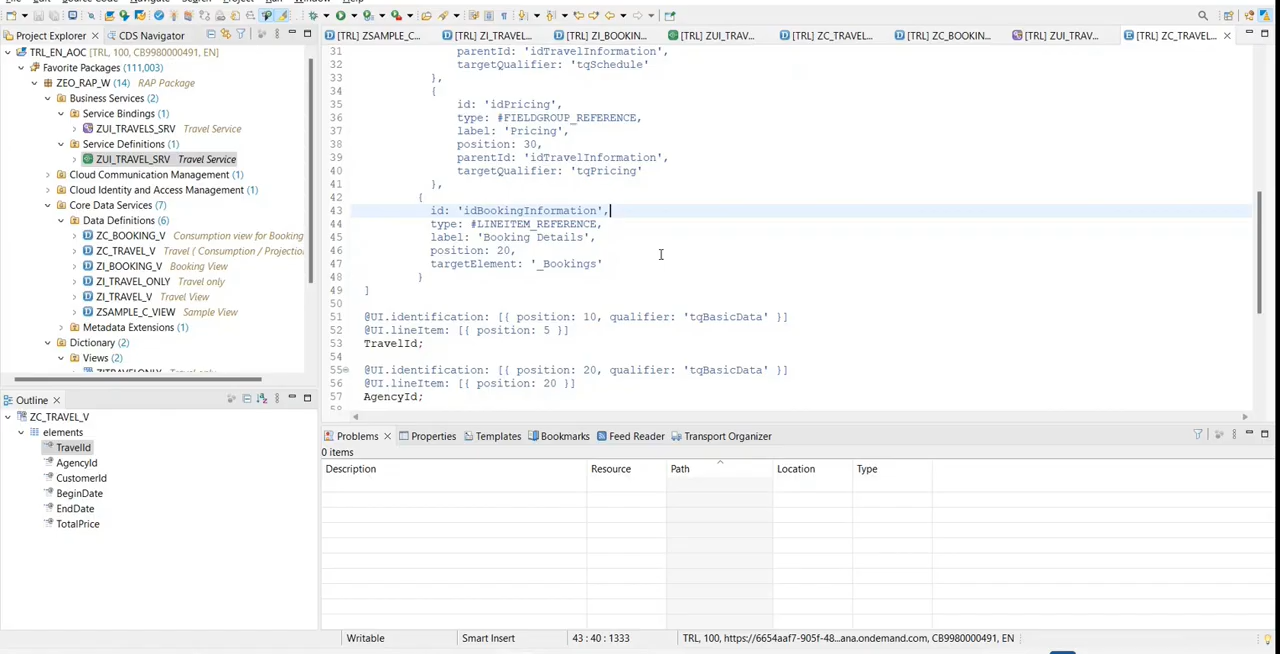 Project Explorer
CDS Navigator
TRL_EN_AOC [TRL, 100, CB9980000491, EN]
Favorite Packages (111,003)
ZEO_RAP_W (14) RAP Package
Business Services (2)
Service Bindings (1)
ZUI_TRAVELS_SRV Travel Service
Service Definitions (1)
ZUI_TRAVEL_SRV Travel Service
Cloud Communication Management (1)
Cloud Identity and Access Management (1)
Core Data Services (7)
Data Definitions (6)
ZC_BOOKING_V Consumption view for Booking
ZC_TRAVEL_V Travel ( Consumption / Projectio
ZI_BOOKING_V Booking View
ZI_TRAVEL_ONLY Travel only
ZI_TRAVEL_V Travel View
ZSAMPLE_C_VIEW Sample View
Metadata Extensions (1)
Dictionary (2)
Views (2)
Outline
ZC_TRAVEL_V
elements
TravelId
AgencyId
CustomerId
BeginDate
EndDate
TotalPrice
[TRL] ZSAMPLE_C... [TRL] ZI_TRAVEL... [TRL] ZI_BOOKIN... [TRL] ZUI_TRAV... [TRL] ZC_TRAVEL... [TRL] ZC_BOOKIN... [TRL] ZUI_TRAV... [TRL] ZC_TRAVEL...
31 parentId: 'idTravelInformation',
32 targetQualifier: 'tqSchedule'
33 },
34 {
35 id: 'idPricing',
36 type: #FIELDGROUP_REFERENCE,
37 label: 'Pricing',
38 position: 30,
39 parentId: 'idTravelInformation',
40 targetQualifier: 'tqPricing'
41 },
42 {
43 id: 'idBookingInformation',
44 type: #LINEITEM_REFERENCE,
45 label: 'Booking Details',
46 position: 20,
47 targetElement: '_Bookings'
48 }
49 ]
50
51 @UI.identification: [{ position: 10, qualifier: 'tqBasicData' }]
52 @UI.lineItem: [{ position: 5 }]
53 TravelId;
54
55 @UI.identification: [{ position: 20, qualifier: 'tqBasicData' }]
56 @UI.lineItem: [{ position: 20 }]
57 AgencyId;
58
Problems Properties Templates Bookmarks Feed Reader Transport Organizer
0 items
Description Resource Path Location Type
Writable Smart Insert 43 : 40 : 1333 TRL, 100, https://6654aaf7-905f-48...ana.ondemand.com, CB9980000491, EN